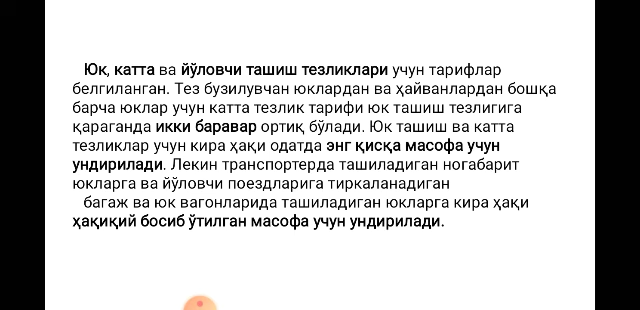 Юк, катта ва йўловчи ташиш тезликлари учун тарифлар
белгиланган. Тез бузилувчан юклардан ва ҳайванлардан бошқа
барча юклар учун катта тезлик тарифи юк ташиш тезлигига
қараганда икки баравар ортиқ бўлади. Юк ташиш ва катта
тезликлар учун кира ҳақи одатда энг қисқа масофа учун
ундирилади. Лекин транспортерда ташиладиган ногабарит
юкларга ва йўловчи поездларига тиркаланадиган
багаж ва юк вагонларида ташиладиган юкларга кира ҳақи
ҳақиқий босиб ўтилган масофа учун ундирилади.